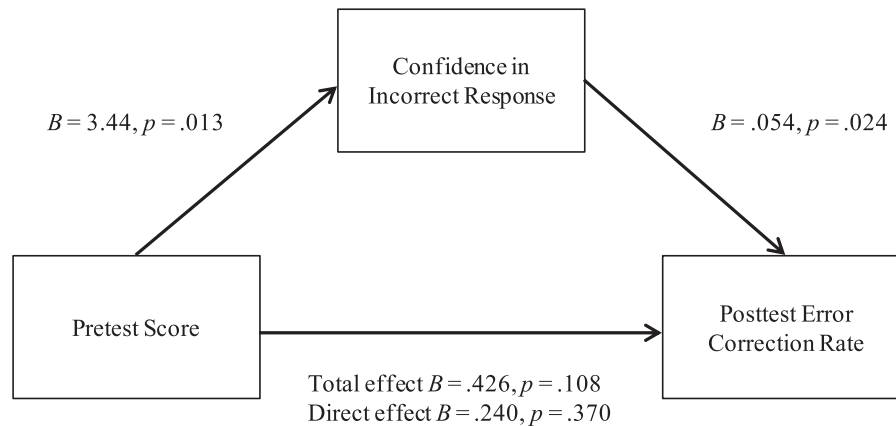 Confidence in
Incorrect Response
B = 3.44, p = .013
B = .054, p = .024
Pretest Score
Posttest Error
Correction Rate
Total effect B = .426, p = .108
Direct effect B = .240, p = .370